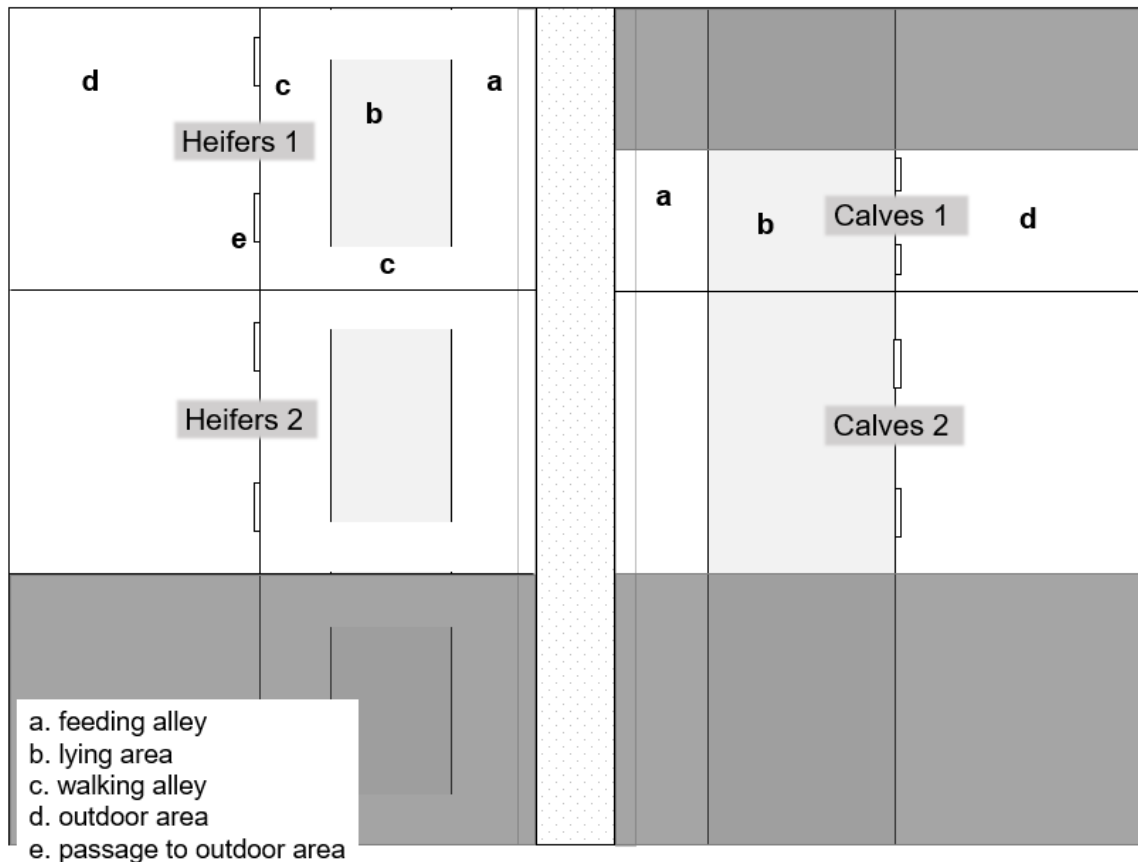 d
c
a
b
Heifers 1
e
c
Heifers 2
a
b
Calves 1
d
Calves 2
a. feeding alley
b. lying area
c. walking alley
d. outdoor area
e. passage to outdoor area